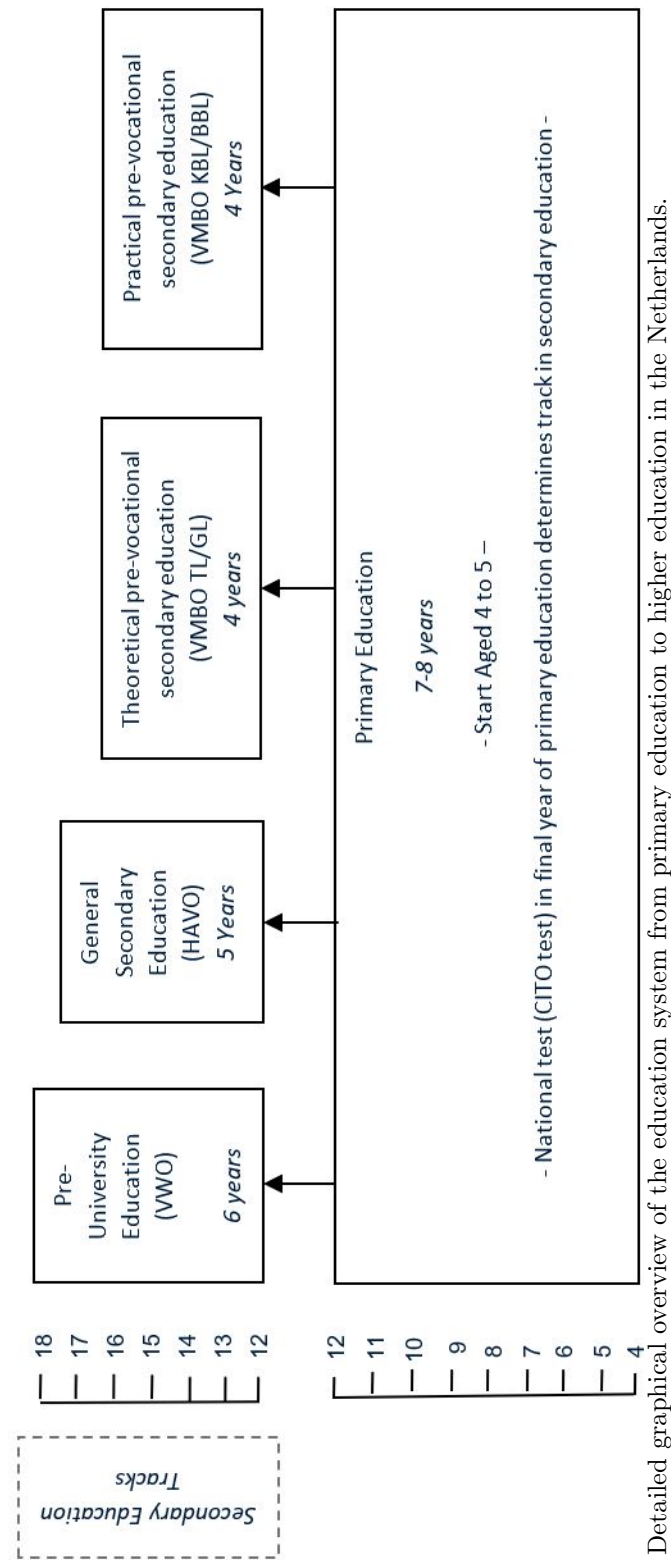 Secondary Education
Tracks
18
17
16
15
14
13
12
Pre-
University
Education
(VWO)
6 years
General
Secondary
Education
(HAVO)
5 Years
Theoretical pre-vocational
secondary education
(VMBO TL/GL)
4 years
Practical pre-vocational
secondary education
(VMBO KBL/BBL)
4 Years
12
11
10
9
8
7
6
5
4
Primary Education
7-8 years
- Start Aged 4 to 5 –
- National test (CITO test) in final year of primary education determines track in secondary education -
Detailed graphical overview of the education system from primary education to higher education in the Netherlands.